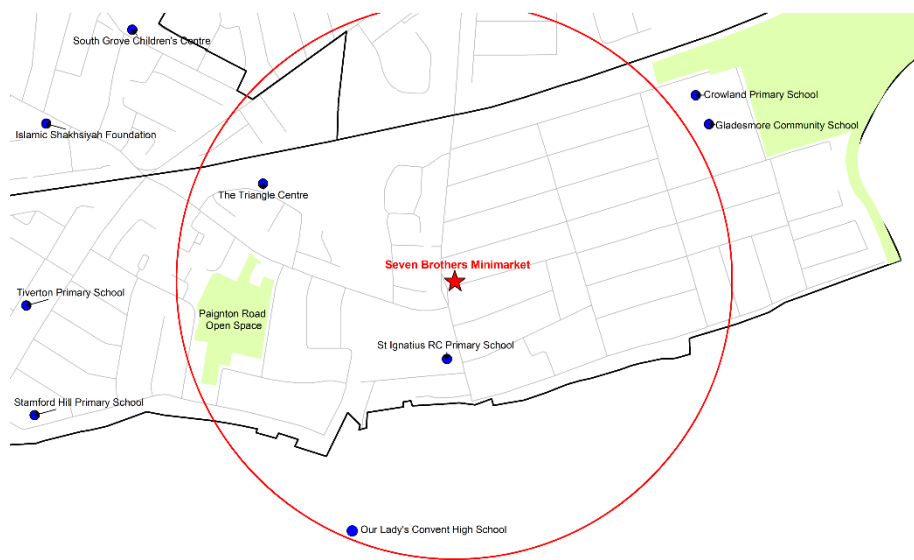 South Grove Children's Centre
Crowland Primary School
Gladesmore Community School
Islamic Shakhsiyah Foundation
The Triangle Centre
Seven Brothers Minimarket
Tiverton Primary School
Paignton Road
Open Space
St Ignatius RC Primary School
Stamford Hill Primary School
Our Lady's Convent High School